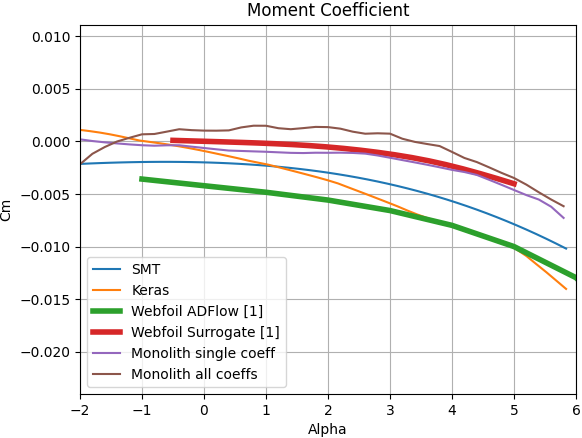 Moment Coefficient
0.010
0.005
0.000
−0.005
−0.010
−0.015
−0.020
Cm
SMT
Keras
Webfoil ADFlow [1]
Webfoil Surrogate [1]
Monolith single coeff
Monolith all coeffs
−2 −1 0 1 2 3 4 5 6
Alpha